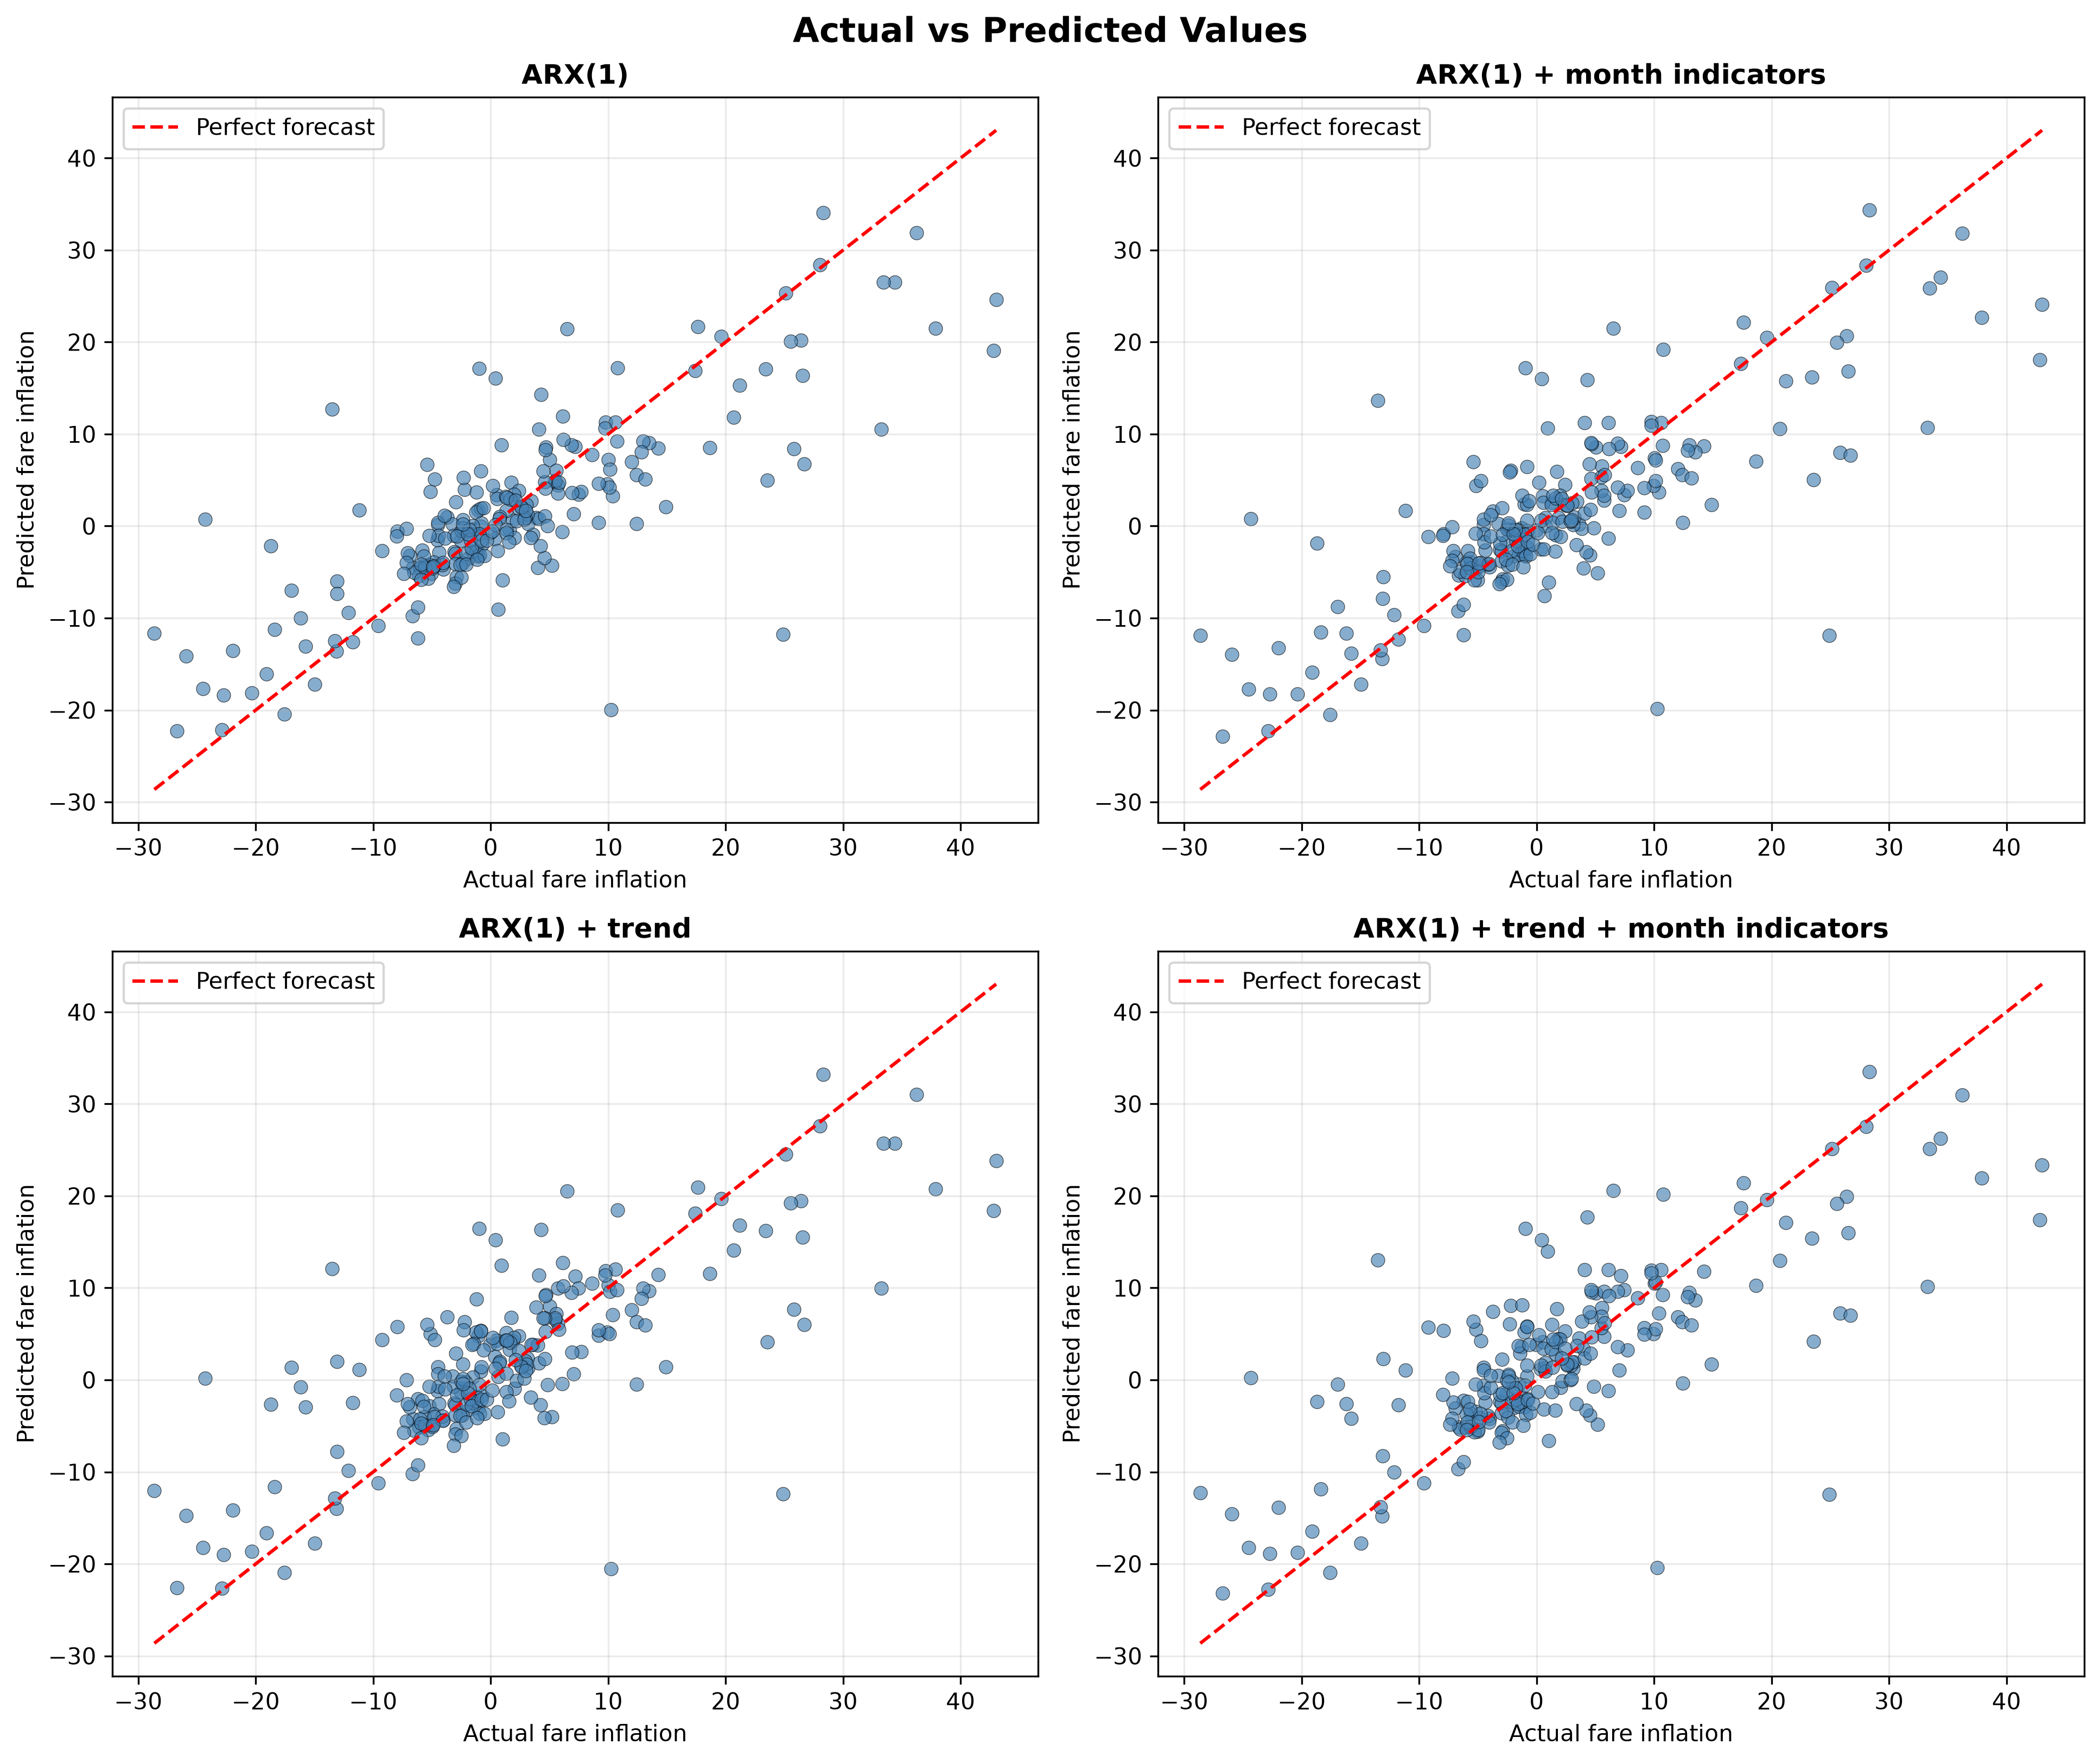 Actual vs Predicted Values
ARX(1)
Perfect forecast
40
30
20
10
0
−10
−20
−30
Predicted fare inflation
−30 −20 −10 0 10 20 30 40
Actual fare inflation
ARX(1) + month indicators
Perfect forecast
40
30
20
10
0
−10
−20
−30
Predicted fare inflation
−30 −20 −10 0 10 20 30 40
Actual fare inflation
ARX(1) + trend
Perfect forecast
40
30
20
10
0
−10
−20
−30
Predicted fare inflation
−30 −20 −10 0 10 20 30 40
Actual fare inflation
ARX(1) + trend + month indicators
Perfect forecast
40
30
20
10
0
−10
−20
−30
Predicted fare inflation
−30 −20 −10 0 10 20 30 40
Actual fare inflation